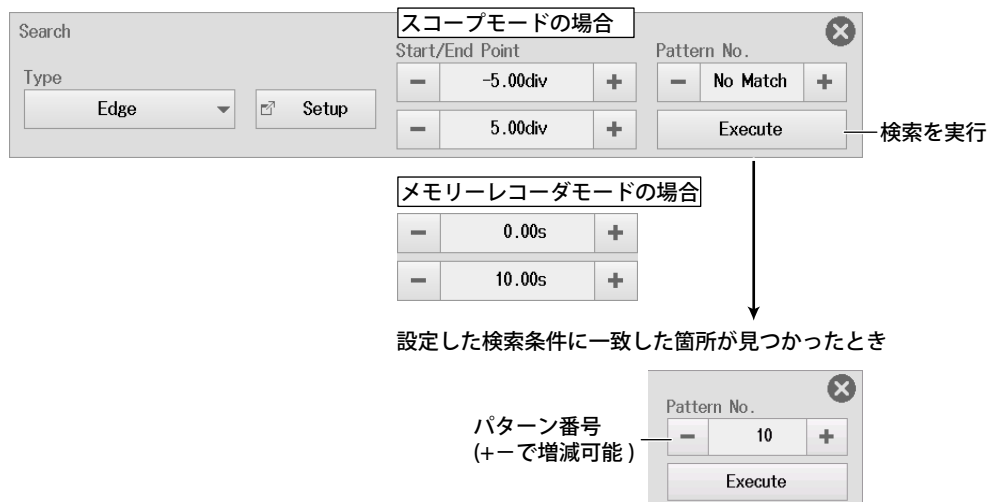 スコープモードの場合
Search
Start/End Point
Pattern No.
Type
−
-5.00div
+
−
No Match
+
Edge
Setup
−
5.00div
+
Execute
検索を実行
メモリーレコーダモードの場合
−
0.00s
+
−
10.00s
+
設定した検索条件に一致した箇所が見つかったとき
Pattern No.
パターン番号
(+−で増減可能 )
−
10
+
Execute